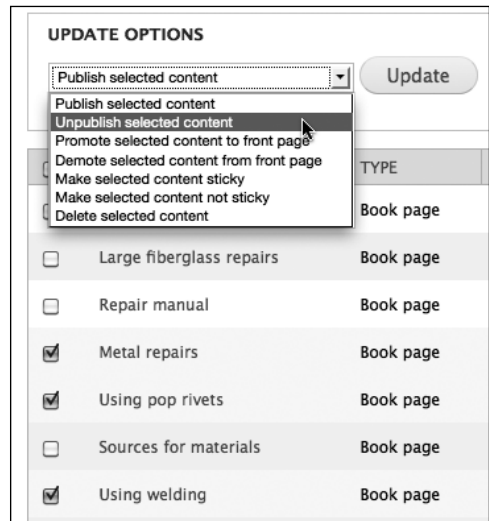 UPDATE OPTIONS
Publish selected content
Update
Publish selected content
Unpublish selected content
Promote selected content to front page
Demote selected content from front page
Make selected content sticky
Make selected content not sticky
Delete selected content
TYPE
Book page
Large fiberglass repairs Book page
Repair manual Book page
Metal repairs Book page
Using pop rivets Book page
Sources for materials Book page
Using welding Book page